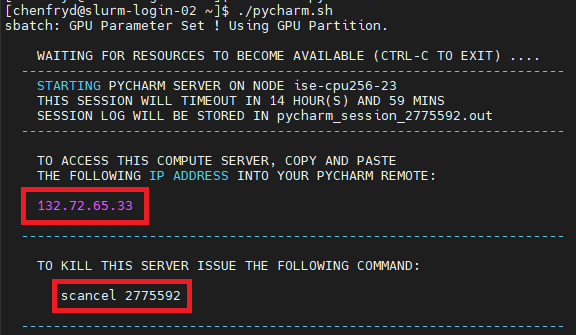 [chenfryd@slurm-login-02 ~]$ ./pycharm.sh
sbatch: GPU Parameter Set ! Using GPU Partition.
WAITING FOR RESOURCES TO BECOME AVAILABLE (CTRL-C TO EXIT) ....
------------------------------------------------------------------
STARTING PYCHARM SERVER ON NODE ise-cpu256-23
THIS SESSION WILL TIMEOUT IN 14 HOUR(S) AND 59 MINS
SESSION LOG WILL BE STORED IN pycharm_session_2775592.out
------------------------------------------------------------------
TO ACCESS THIS COMPUTE SERVER, COPY AND PASTE
THE FOLLOWING IP ADDRESS INTO YOUR PYCHARM REMOTE:
132.72.65.33
------------------------------------------------------------------
TO KILL THIS SERVER ISSUE THE FOLLOWING COMMAND:
scancel 2775592
------------------------------------------------------------------